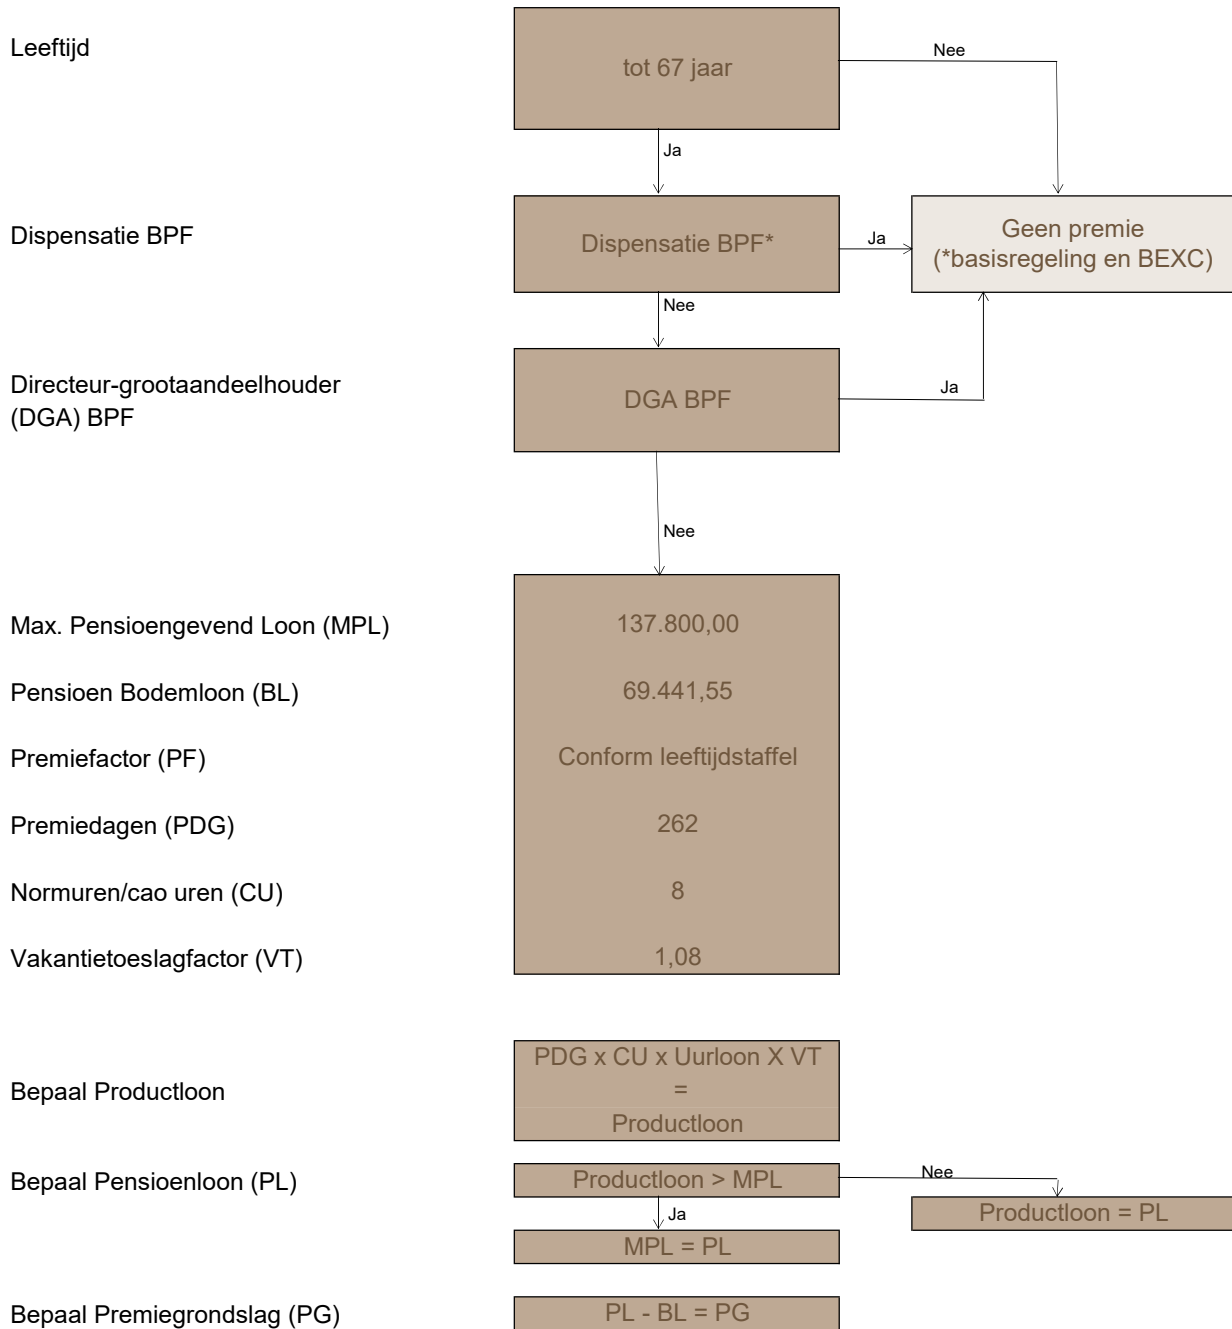 Leeftijd
tot 67 jaar
Nee
Ja
Dispensatie BPF
Dispensatie BPF*
Ja
Geen premie
(*basisregeling en BEXC)
Nee
Directeur-grootaandeelhouder
(DGA) BPF
DGA BPF
Ja
Nee
Max. Pensioengevend Loon (MPL)
137.800,00
Pensioen Bodemloon (BL)
69.441,55
Premiefactor (PF)
Conform leeftijdstaffel
Premiedagen (PDG)
262
Normuren/cao uren (CU)
8
Vakantietoeslagfactor (VT)
1,08
Bepaal Productloon
PDG x CU x Uurloon X VT
=
Productloon
Bepaal Pensioenloon (PL)
Productloon > MPL
Nee
Productloon = PL
Ja
MPL = PL
Bepaal Premiegrondslag (PG)
PL - BL = PG